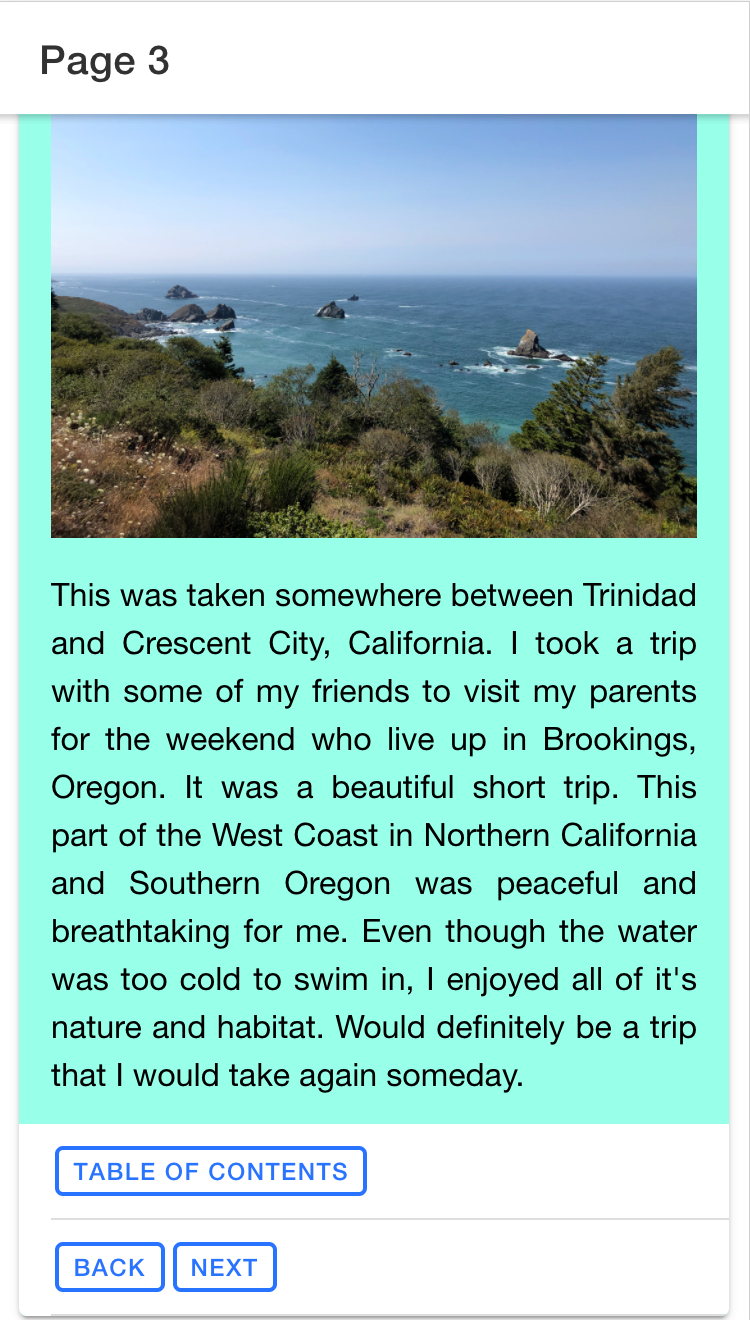 Page 3
This was taken somewhere between Trinidad
and Crescent City, California. I took a trip
with some of my friends to visit my parents
for the weekend who live up in Brookings,
Oregon. It was a beautiful short trip. This
part of the West Coast in Northern California
and Southern Oregon was peaceful and
breathtaking for me. Even though the water
was too cold to swim in, I enjoyed all of it's
nature and habitat. Would definitely be a trip
that I would take again someday.
TABLE OF CONTENTS
BACK NEXT